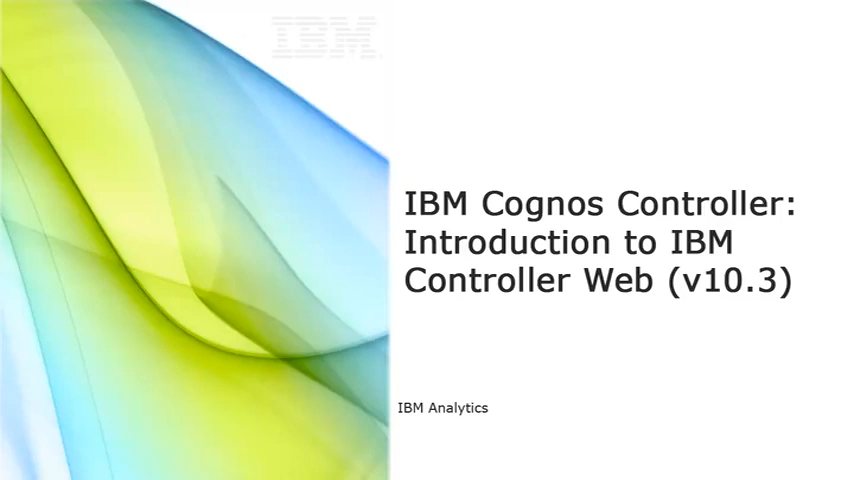 IBM
IBM Cognos Controller:
Introduction to IBM
Controller Web (v10.3)
IBM Analytics